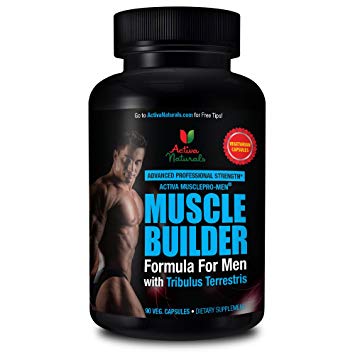 Go to ActivaNaturals.com for Free Tips!
Activa
Naturals
VEGETARIAN
CAPSULES
ADVANCED PROFESSIONAL STRENGTH®
ACTIVA MUSCLEPRO-MEN®
MUSCLE
BUILDER
Formula For Men
with Tribulus Terrestris
90 VEG. CAPSULES • DIETARY SUPPLEMENT